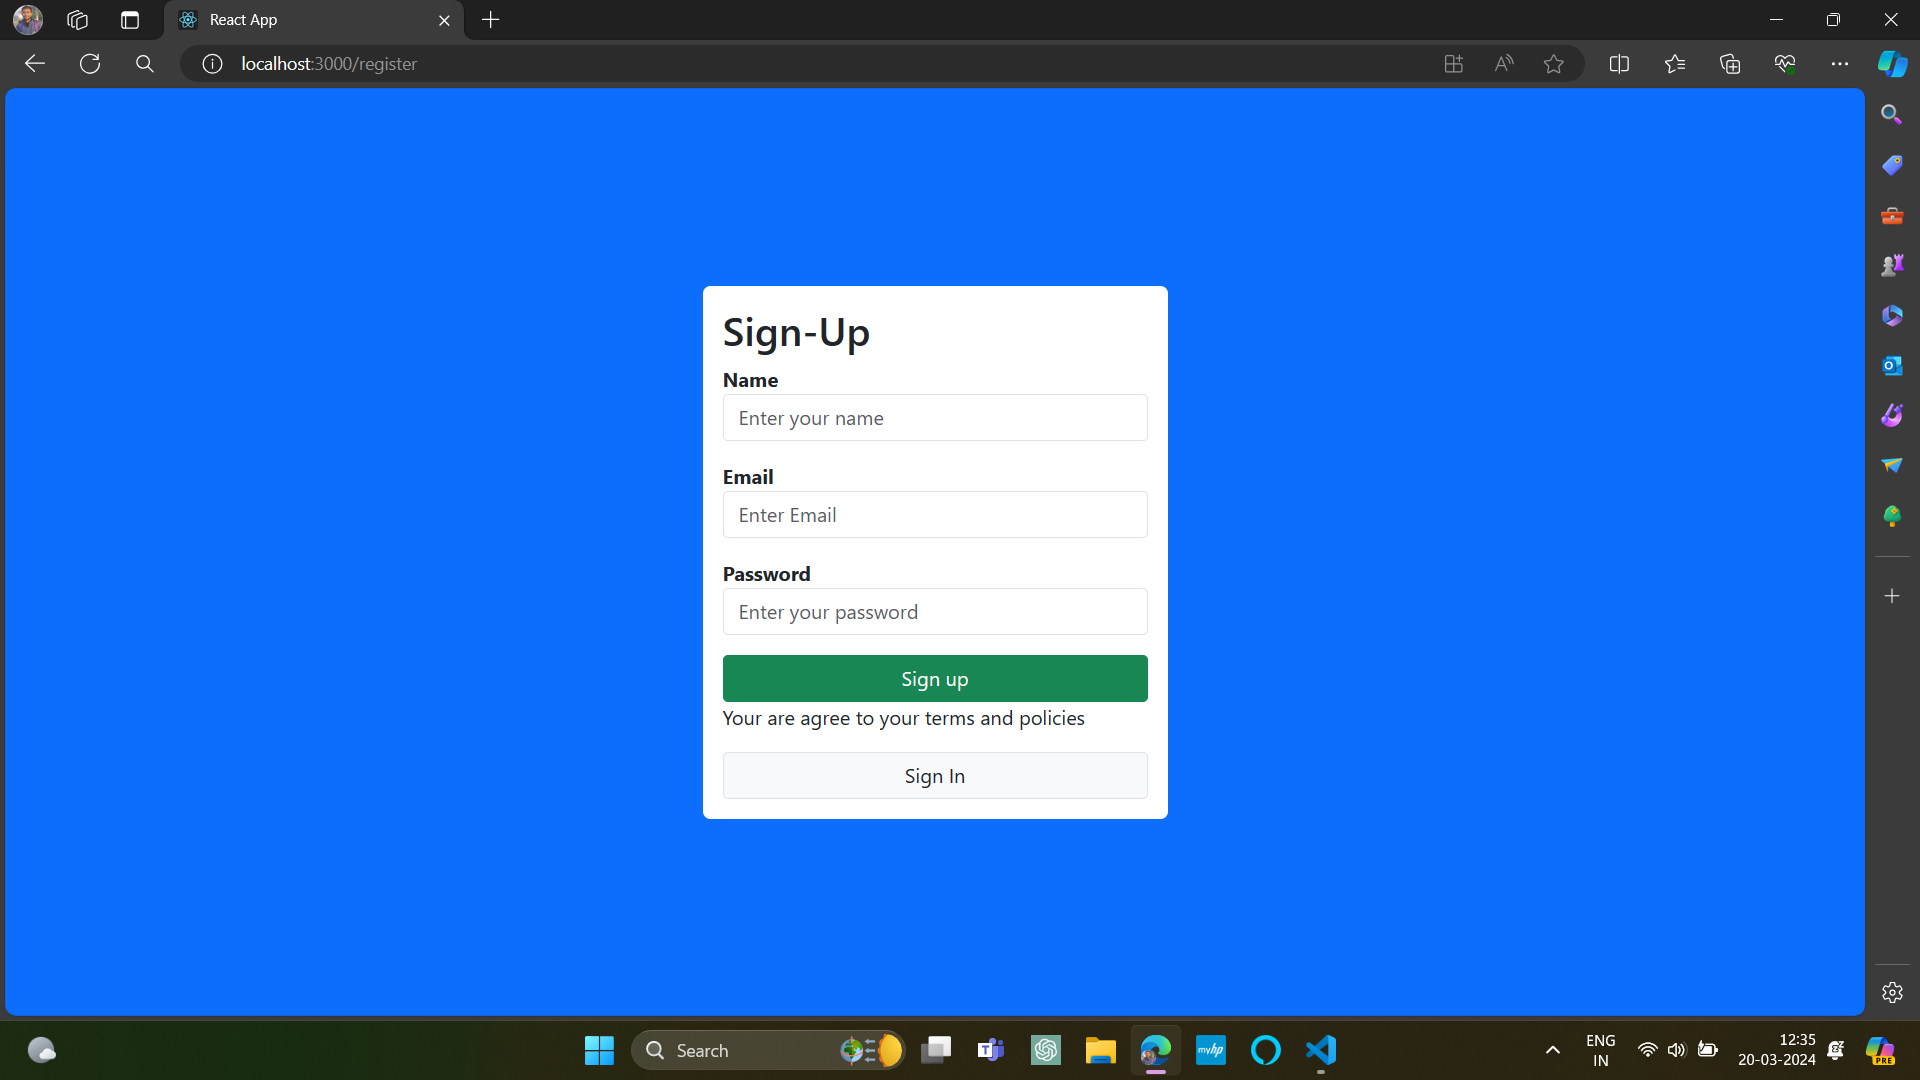 React App
localhost:3000/register
Sign-Up
Name
Enter your name
Email
Enter Email
Password
Enter your password
Sign up
Your are agree to your terms and policies
Sign In
Search
myhp
ENG
IN
12:35
20-03-2024
PRE